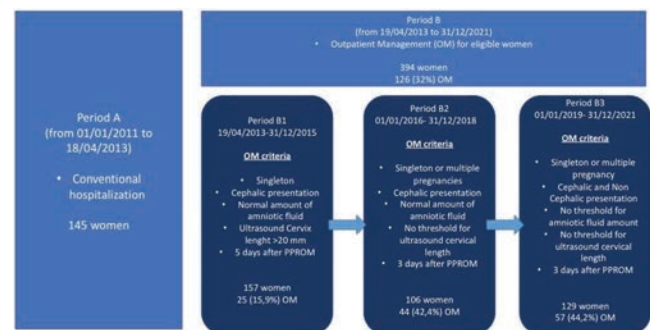 Period A
(from 01/01/2011 to
18/04/2013)
• Conventional
hospitalization
145 women
Period B
(from 19/04/2013 to 31/12/2021)
• Outpatient Management (OM) for eligible women
394 women
126 (32%) OM
Period B1
19/04/2013-31/12/2015
OM criteria
• Singleton
• Cephalic presentation
• Normal amount of
amniotic fluid
• Ultrasound Cervix
lenght >20 mm
• 5 days after PPROM
157 women
25 (15,9%) OM
Period B2
01/01/2016- 31/12/2018
OM criteria
• Singleton or multiple
pregnancies
• Cephalic presentation
• Normal amount of
amniotic fluid
• No threshold for
ultrasound cervical
length
• 3 days after PPROM
106 women
44 (42,4%) OM
Period B3
01/01/2019- 31/12/2021
OM criteria
• Singleton or multiple
pregnancy
• Cephalic and Non
Cephalic presentation
• No threshold for
amniotic fluid amount
• No threshold for
ultrasound cervical
length
• 3 days after PPROM
129 women
57 (44,2%) OM